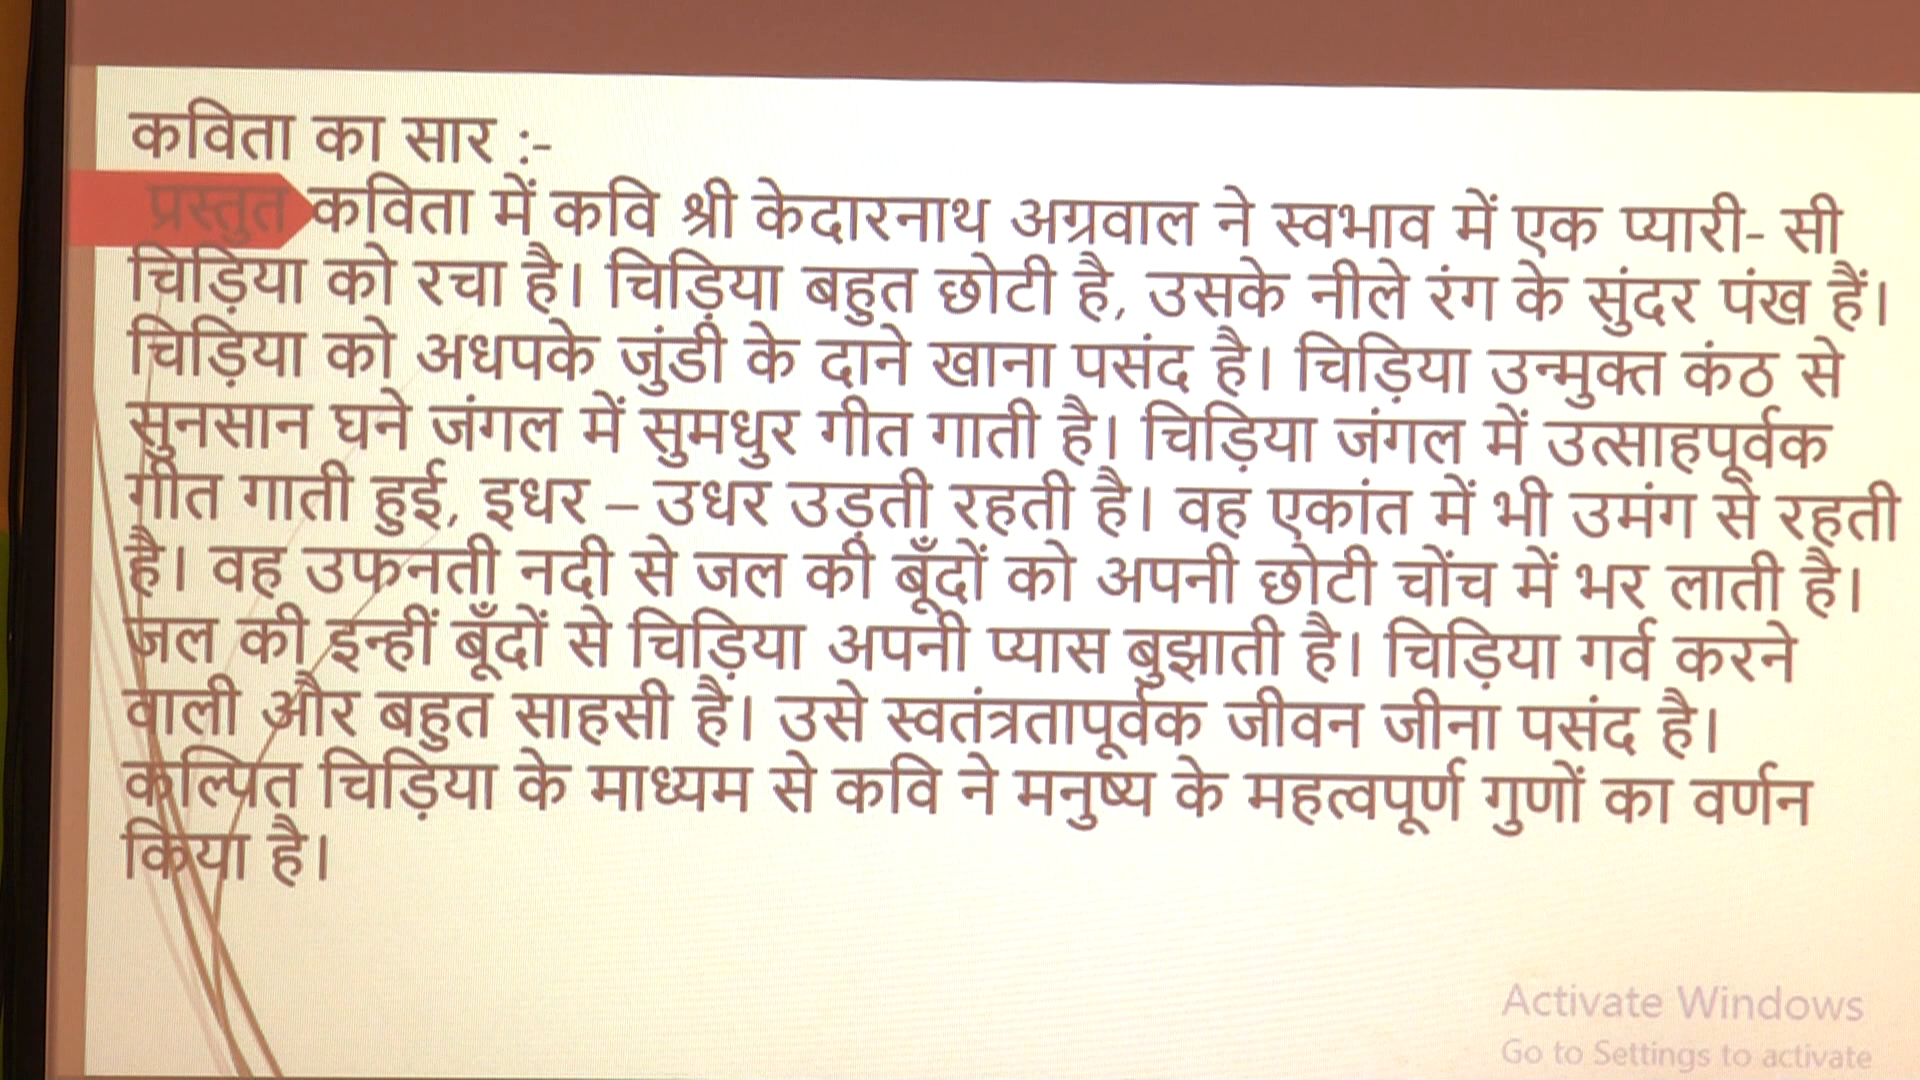 कविता का सार :-
प्रस्तुत कविता में कवि श्री केदारनाथ अग्रवाल ने स्वभाव में एक प्यारी- सी
चिड़िया को रचा है। चिड़िया बहुत छोटी है, उसके नीले रंग के सुंदर पंख हैं।
चिड़िया को अधपके जुंडी के दाने खाना पसंद है। चिड़िया उन्मुक्त कंठ से
सुनसान घने जंगल में सुमधुर गीत गाती है। चिड़िया जंगल में उत्साहपूर्वक
गीत गाती हुई, इधर – उधर उड़ती रहती है। वह एकांत में भी उमंग से रहती
है। वह उफनती नदी से जल की बूँदों को अपनी छोटी चोंच में भर लाती है।
जल की इन्हीं बूँदों से चिड़िया अपनी प्यास बुझाती है। चिड़िया गर्व करने
वाली और बहुत साहसी है। उसे स्वतंत्रतापूर्वक जीवन जीना पसंद है।
कल्पित चिड़िया के माध्यम से कवि ने मनुष्य के महत्वपूर्ण गुणों का वर्णन
किया है।
Activate Windows
Go to Settings to activate